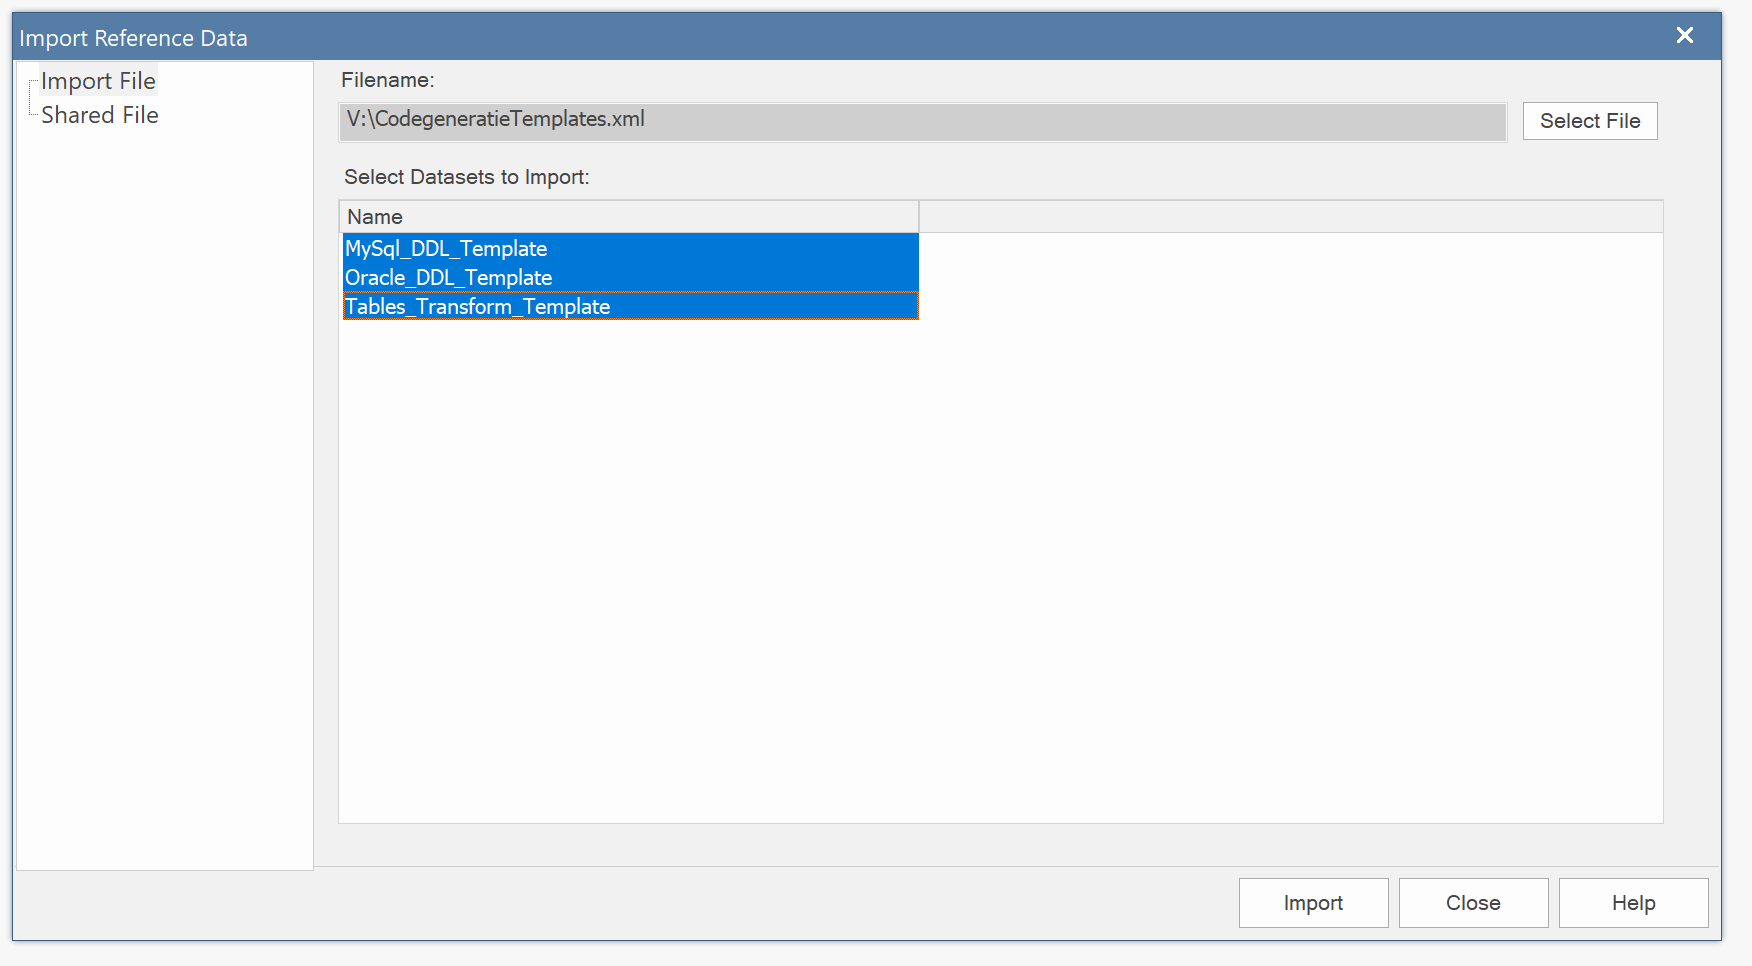 Import Reference Data
Import File
Shared File
Filename:
V:\CodegeneratieTemplates.xml
Select File
Select Datasets to Import:
Name
MySql_DDL_Template
Oracle_DDL_Template
Tables_Transform_Template
Import
Close
Help